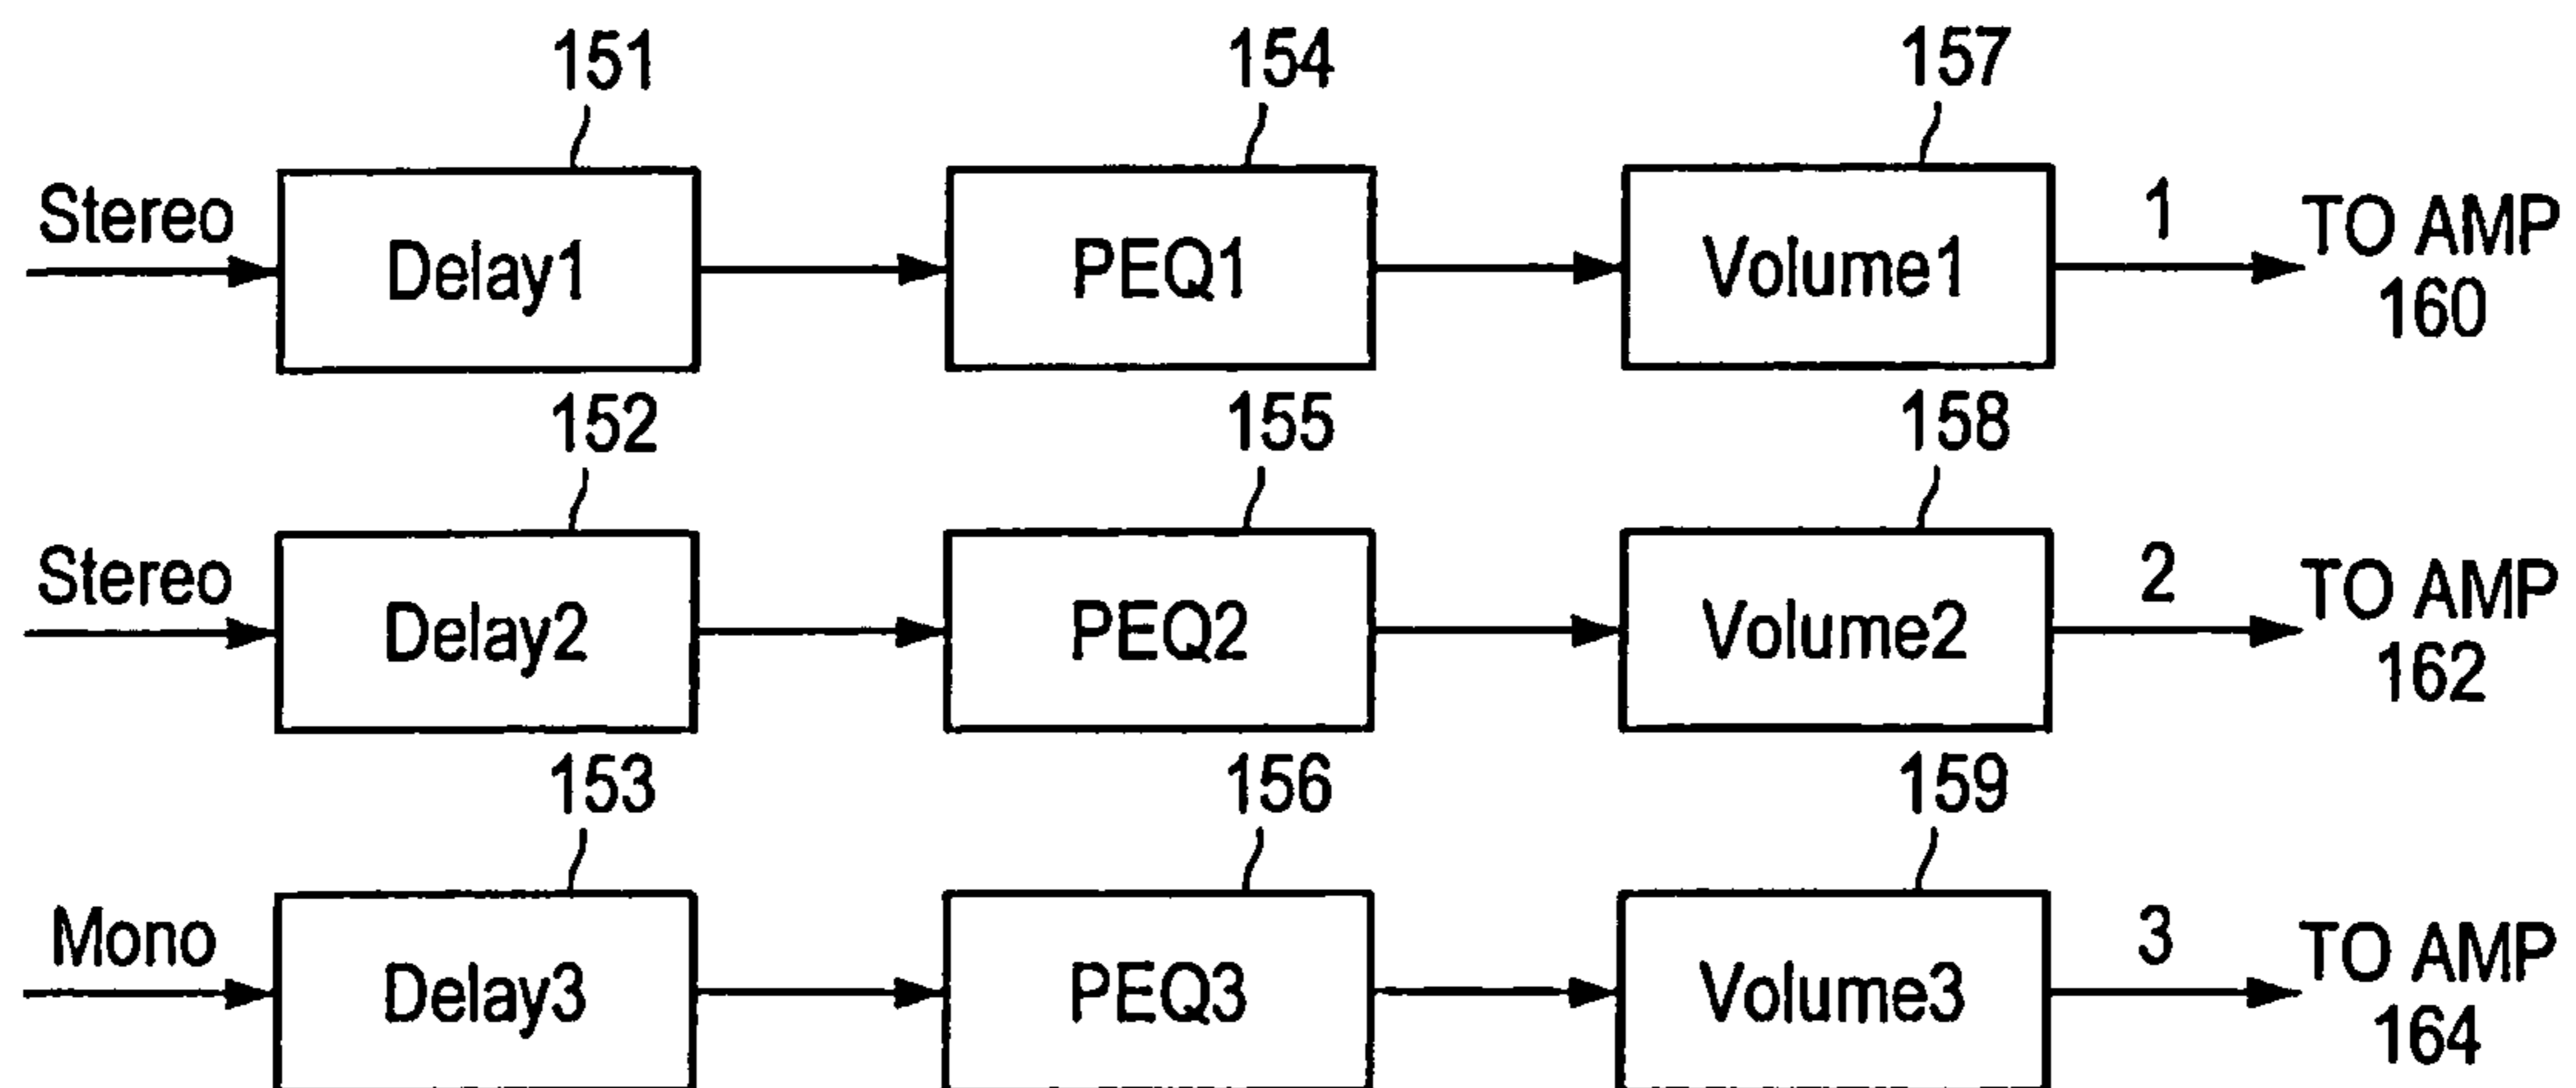 151
154
157
Stereo
Delay1
PEQ1
Volume1
1
TO AMP
160
152
155
158
Stereo
Delay2
PEQ2
Volume2
2
TO AMP
162
153
156
159
Mono
Delay3
PEQ3
Volume3
3
TO AMP
164